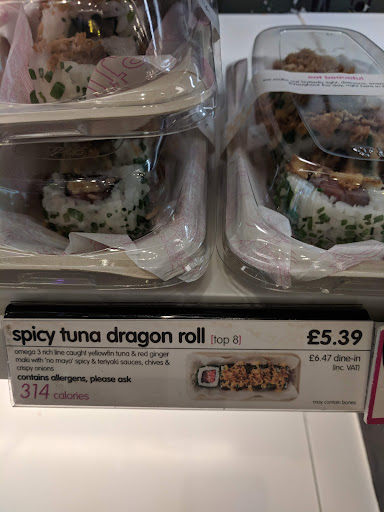 eat beautiful
spicy tuna dragon roll [top 8]
£5.39
omega 3 rich line caught yellowfin tuna & red ginger
maki with 'no mayo' spicy & teriyaki sauces, chives &
crispy onions
£6.47 dine-in
(inc. VAT)
contains allergens, please ask
314 calories
may contain bones